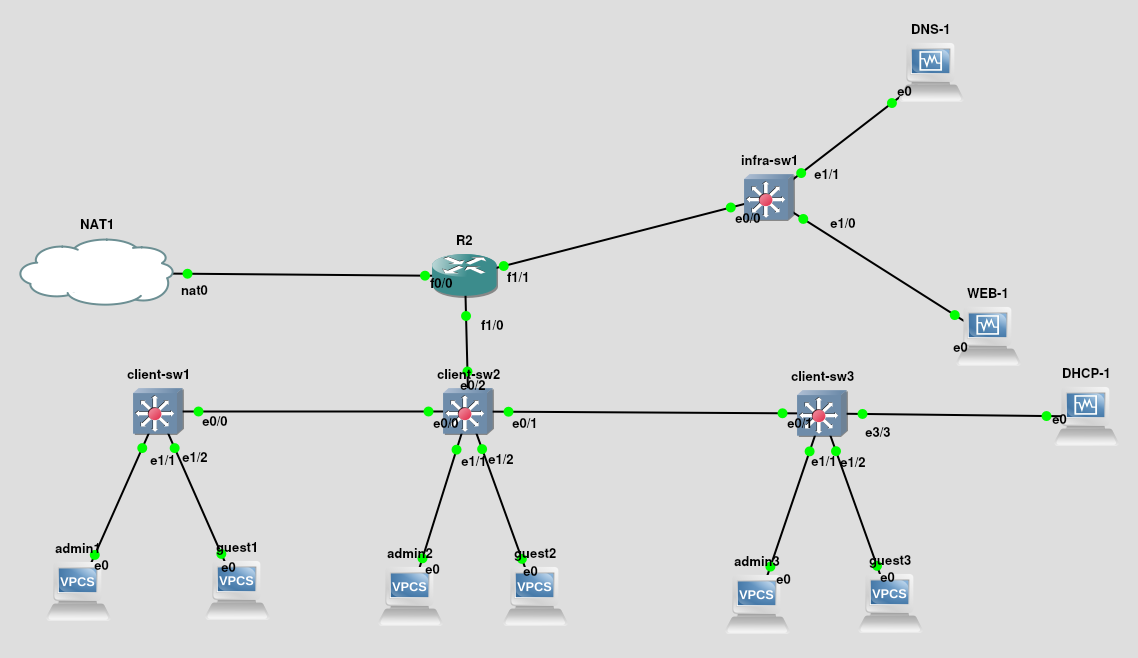 DNS-1
e0
infra-sw1
e1/1
e0/0
e1/0
NAT1
nat0
R2
f0/0
f1/1
f1/0
WEB-1
e0
client-sw1
e0/0
e1/1
e1/2
client-sw2
e0/2
e0/0
e0/1
e1/1
e1/2
client-sw3
e0/1
e3/3
e1/1
e1/2
DHCP-1
e0
admin1
e0
VPCS
guest1
e0
VPCS
admin2
e0
VPCS
guest2
e0
VPCS
admin3
e0
VPCS
guest3
e0
VPCS